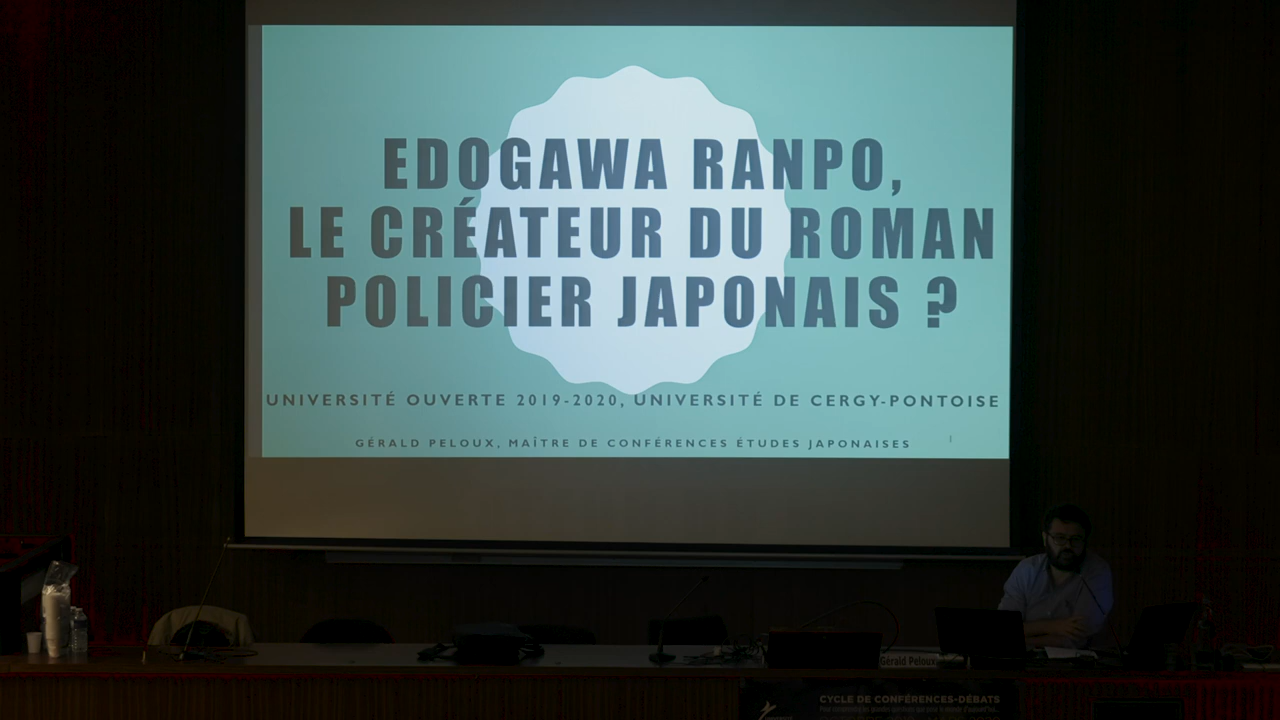 EDOGAWA RANPO,
LE CRÉATEUR DU ROMAN
POLICIER JAPONAIS ?
UNIVERSITÉ OUVERTE 2019-2020, UNIVERSITÉ DE CERGY-PONTOISE
GÉRALD PELOUX, MAÎTRE DE CONFÉRENCES ÉTUDES JAPONAISES
1
Gérald Peloux
CYCLE DE CONFÉRENCES-DÉBATS